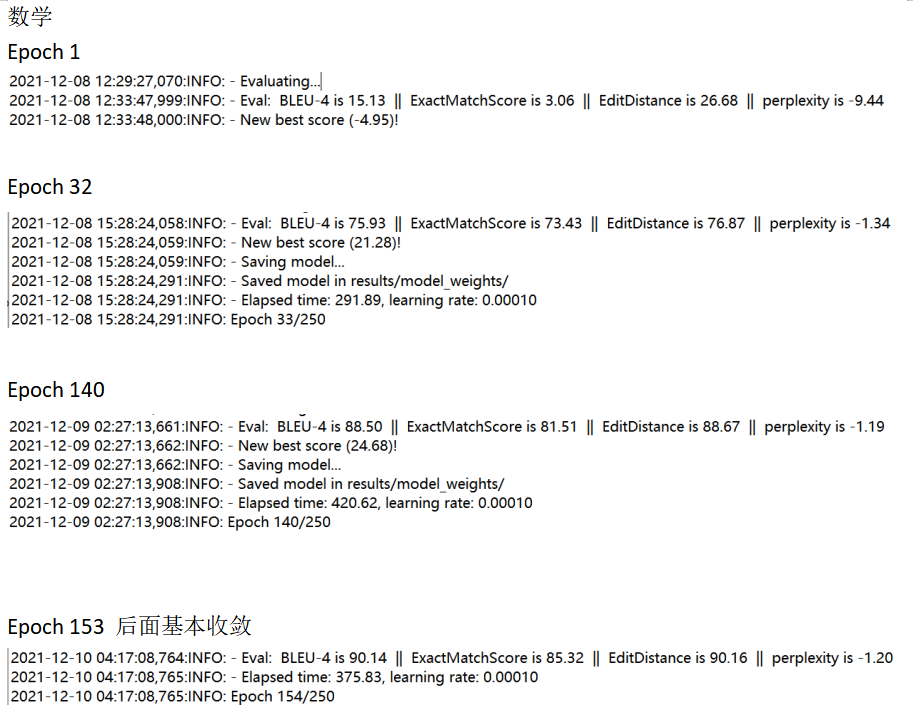 数学
Epoch 1
2021-12-08 12:29:27,070:INFO: - Evaluating...
2021-12-08 12:33:47,999:INFO: - Eval: BLEU-4 is 15.13 || ExactMatchScore is 3.06 || EditDistance is 26.68 || perplexity is -9.44
2021-12-08 12:33:48,000:INFO: - New best score (-4.95)!
Epoch 32
2021-12-08 15:28:24,058:INFO: - Eval: BLEU-4 is 75.93 || ExactMatchScore is 73.43 || EditDistance is 76.87 || perplexity is -1.34
2021-12-08 15:28:24,059:INFO: - New best score (21.28)!
2021-12-08 15:28:24,059:INFO: - Saving model...
2021-12-08 15:28:24,291:INFO: - Saved model in results/model_weights/
2021-12-08 15:28:24,291:INFO: - Elapsed time: 291.89, learning rate: 0.00010
2021-12-08 15:28:24,291:INFO: Epoch 33/250
Epoch 140
2021-12-09 02:27:13,661:INFO: - Eval: BLEU-4 is 88.50 || ExactMatchScore is 81.51 || EditDistance is 88.67 || perplexity is -1.19
2021-12-09 02:27:13,662:INFO: - New best score (24.68)!
2021-12-09 02:27:13,662:INFO: - Saving model...
2021-12-09 02:27:13,908:INFO: - Saved model in results/model_weights/
2021-12-09 02:27:13,908:INFO: - Elapsed time: 420.62, learning rate: 0.00010
2021-12-09 02:27:13,908:INFO: Epoch 140/250
Epoch 153 后面基本收敛
2021-12-10 04:17:08,764:INFO: - Eval: BLEU-4 is 90.14 || ExactMatchScore is 85.32 || EditDistance is 90.16 || perplexity is -1.20
2021-12-10 04:17:08,765:INFO: - Elapsed time: 375.83, learning rate: 0.00010
2021-12-10 04:17:08,765:INFO: Epoch 154/250